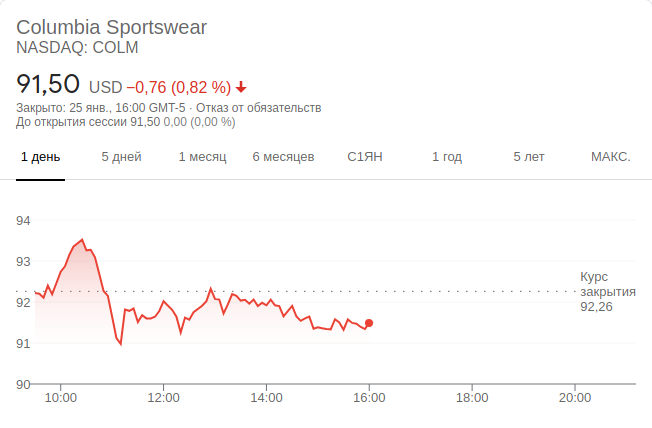 Columbia Sportswear
NASDAQ: COLM
91,50 USD −0,76 (0,82 %)
Закрыто: 25 янв., 16:00 GMT-5 · Отказ от обязательств
До открытия сессии 91,50 0,00 (0,00 %)
1 день 5 дней 1 месяц 6 месяцев С1ЯН 1 год 5 лет МАКС.
94
93
92
91
90
Курс
закрытия
92,26
10:00 12:00 14:00 16:00 18:00 20:00